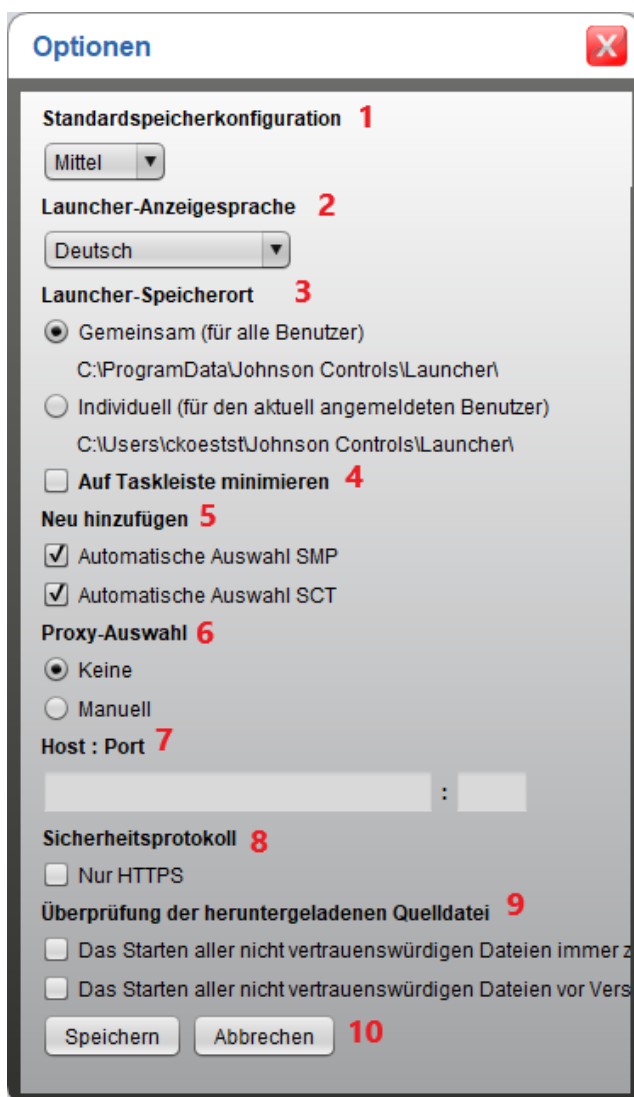 Optionen X
Standardspeicherkonfiguration 1
Mittel
Launcher-Anzeigesprache 2
Deutsch
Launcher-Speicherort 3
Gemeinsam (für alle Benutzer)
C:\ProgramData\Johnson Controls\Launcher\
Individuell (für den aktuell angemeldeten Benutzer)
C:\Users\ckoestst\Johnson Controls\Launcher\
Auf Taskleiste minimieren 4
Neu hinzufügen 5
Automatische Auswahl SMP
Automatische Auswahl SCT
Proxy-Auswahl 6
Keine
Manuell
Host : Port 7
:
Sicherheitsprotokoll 8
Nur HTTPS
Überprüfung der heruntergeladenen Quelldatei 9
Das Starten aller nicht vertrauenswürdigen Dateien immer z
Das Starten aller nicht vertrauenswürdigen Dateien vor Vers
Speichern Abbrechen 10